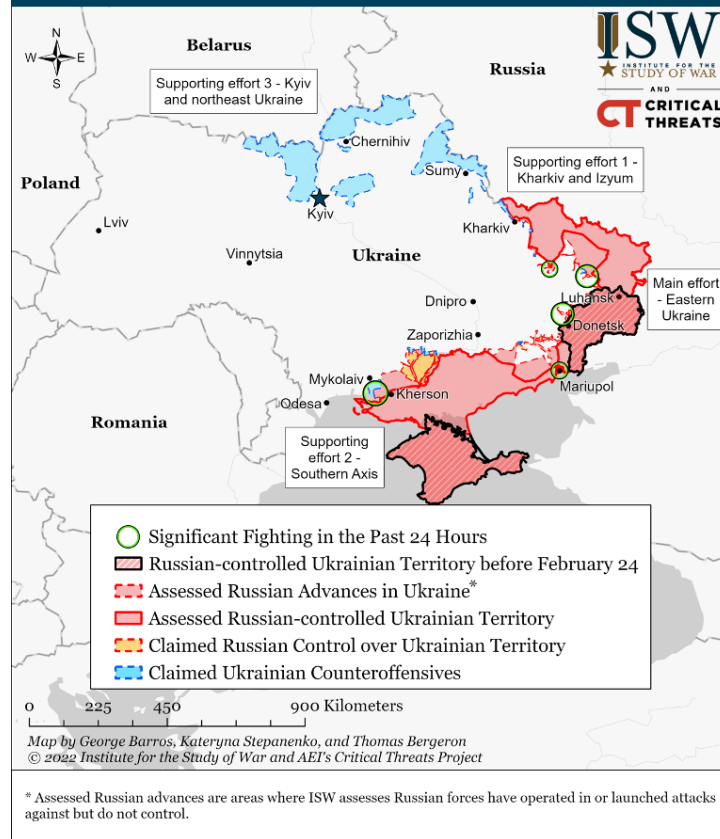 N
W E
S
Belarus
Russia
ISW
INSTITUTE FOR THE
STUDY OF WAR
AND
CT CRITICAL
THREATS
Supporting effort 3 - Kyiv
and northeast Ukraine
Chernihiv
Sumy
Supporting effort 1 -
Kharkiv and Izyum
Poland
Kyiv
Lviv
Kharkiv
Vinnytsia
Ukraine
Main effort
- Eastern
Ukraine
Luhansk
Dnipro
Donetsk
Zaporizhia
Mykolaiv
Mariupol
Kherson
Odesa
Romania
Supporting
effort 2 -
Southern Axis
Significant Fighting in the Past 24 Hours
Russian-controlled Ukrainian Territory before February 24
Assessed Russian Advances in Ukraine*
Assessed Russian-controlled Ukrainian Territory
Claimed Russian Control over Ukrainian Territory
Claimed Ukrainian Counteroffensives
0 225 450 900 Kilometers
Map by George Barros, Kateryna Stepanenko, and Thomas Bergeron
© 2022 Institute for the Study of War and AEI's Critical Threats Project
* Assessed Russian advances are areas where ISW assesses Russian forces have operated in or launched attacks
against but do not control.